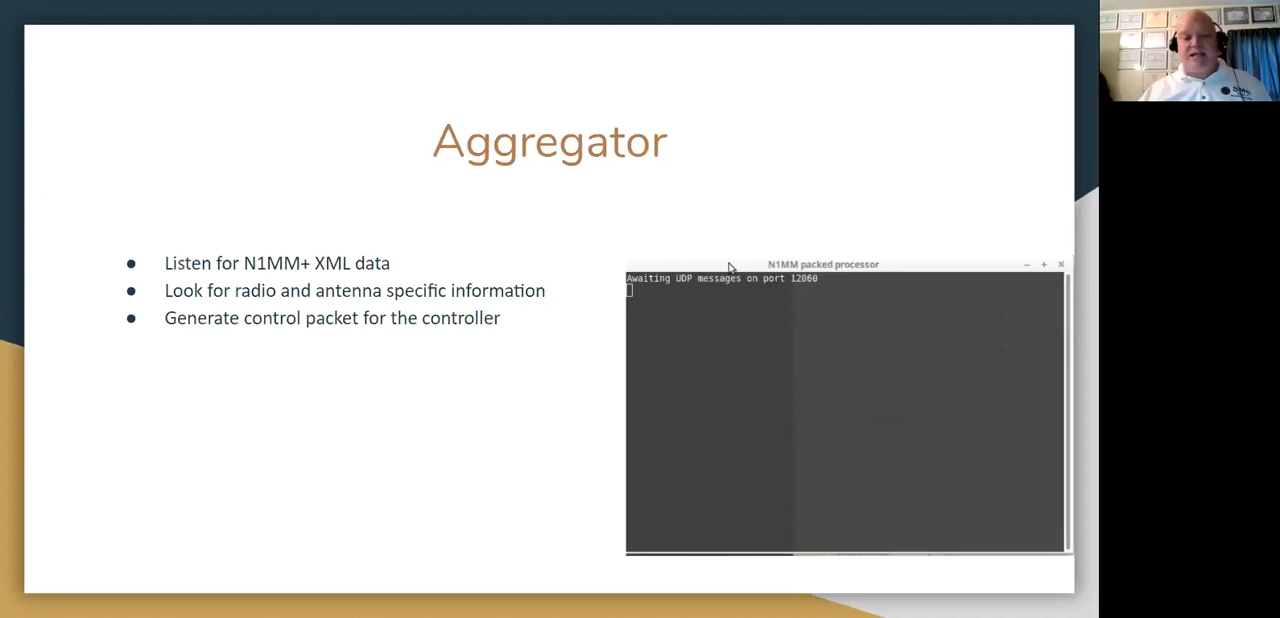 Aggregator
● Listen for N1MM+ XML data
● Look for radio and antenna specific information
● Generate control packet for the controller
N1MM packed processor
Awaiting UDP messages on port 12060